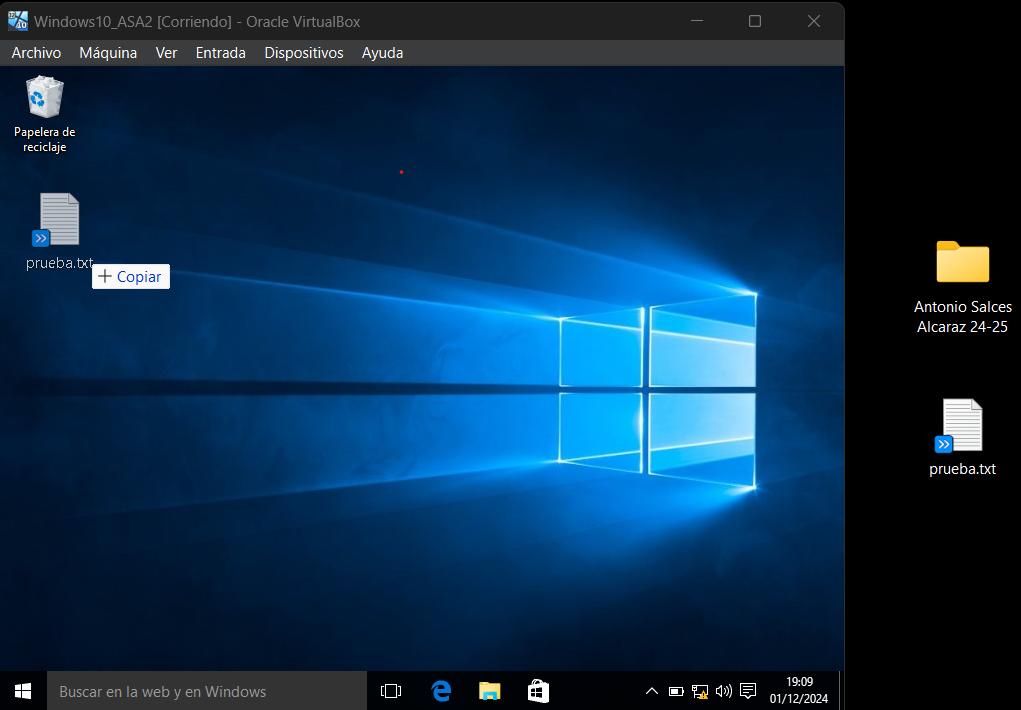 Windows10_ASA2 [Corriendo] - Oracle VirtualBox
Archivo Máquina Ver Entrada Dispositivos Ayuda
Papelera de
reciclaje
prueba.txt
Copiar
Antonio Salces
Alcaraz 24-25
prueba.txt
Buscar en la web y en Windows
19:09
01/12/2024